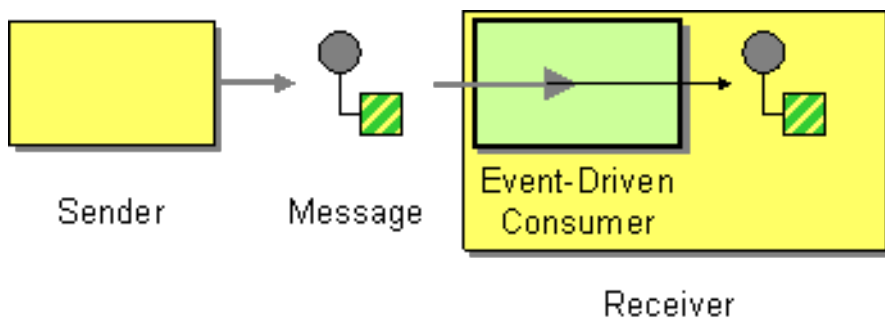 Sender
Message
Event-Driven
Consumer
Receiver